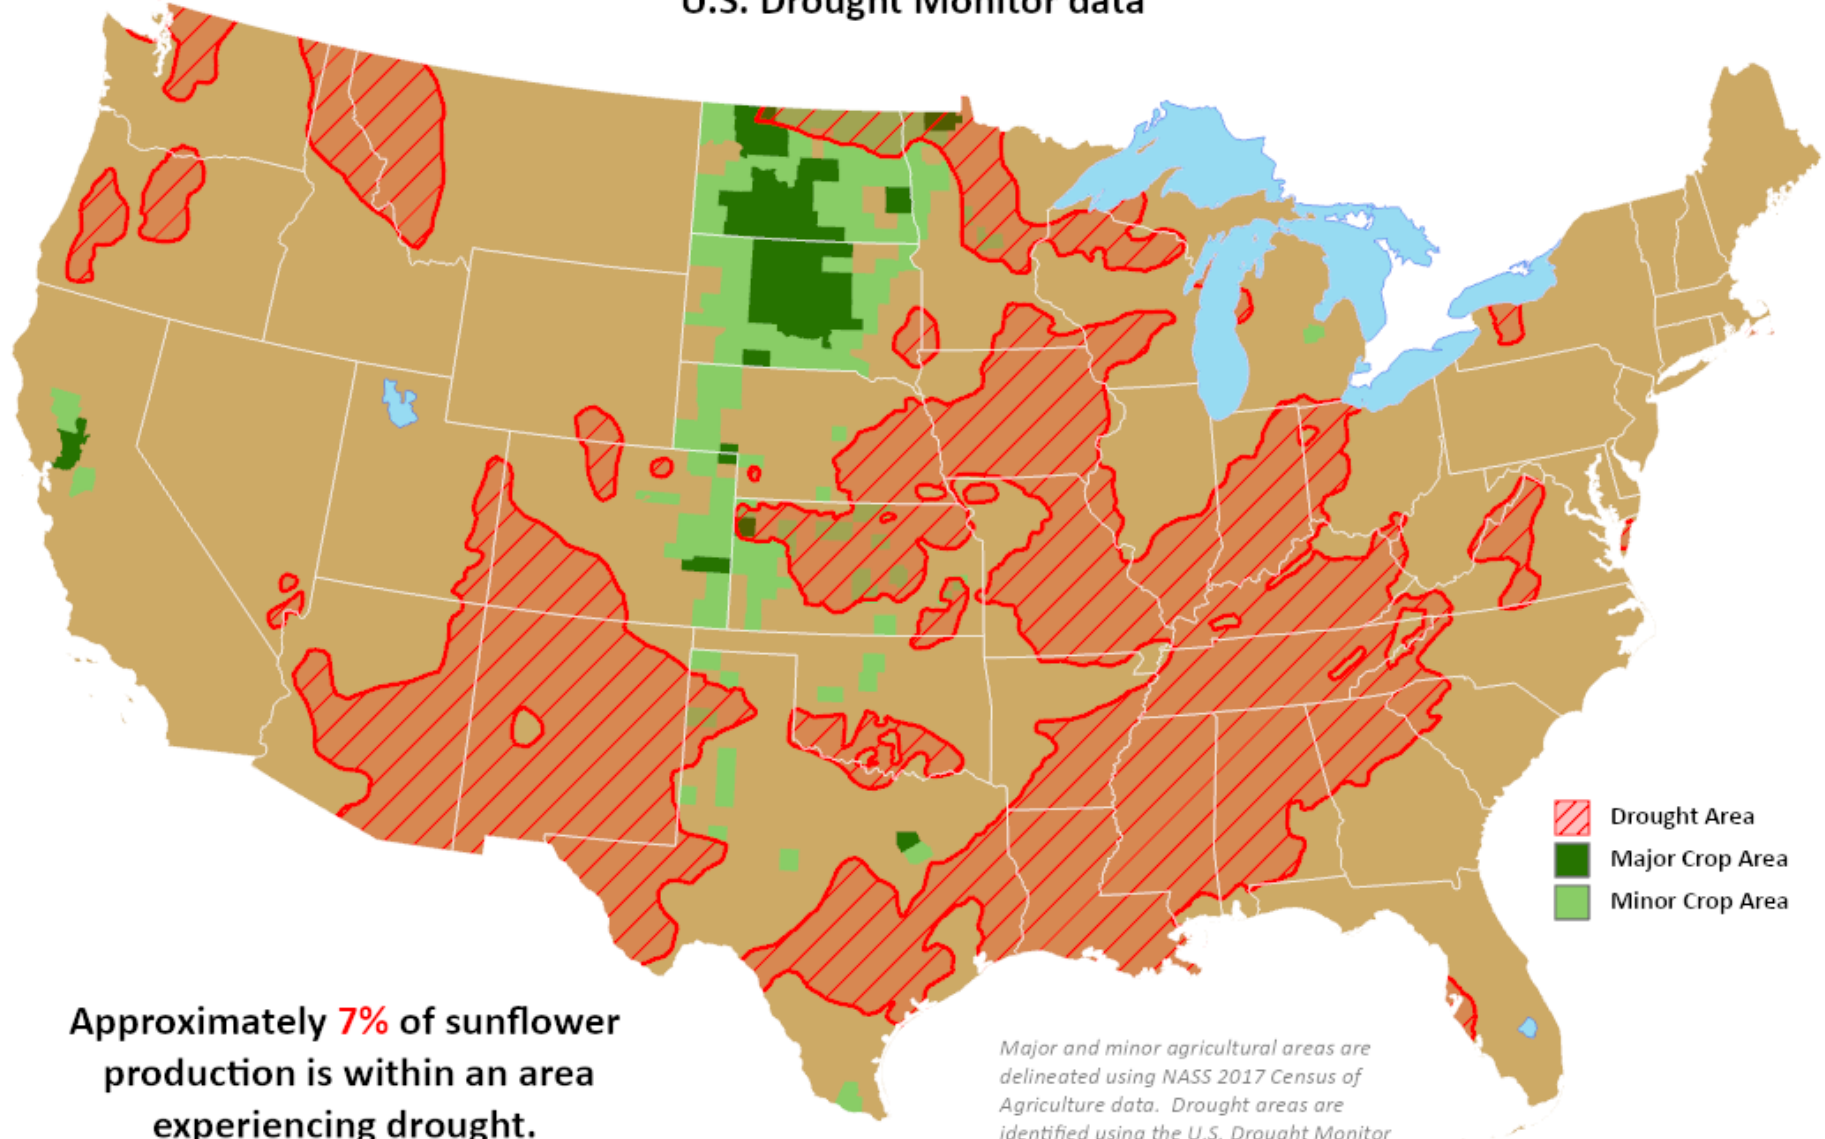 U.S. Drought Monitor data
Drought Area
Major Crop Area
Minor Crop Area
Approximately 7% of sunflower
production is within an area
experiencing drought.
Major and minor agricultural areas are
delineated using NASS 2017 Census of
Agriculture data. Drought areas are
identified using the U.S. Drought Monitor